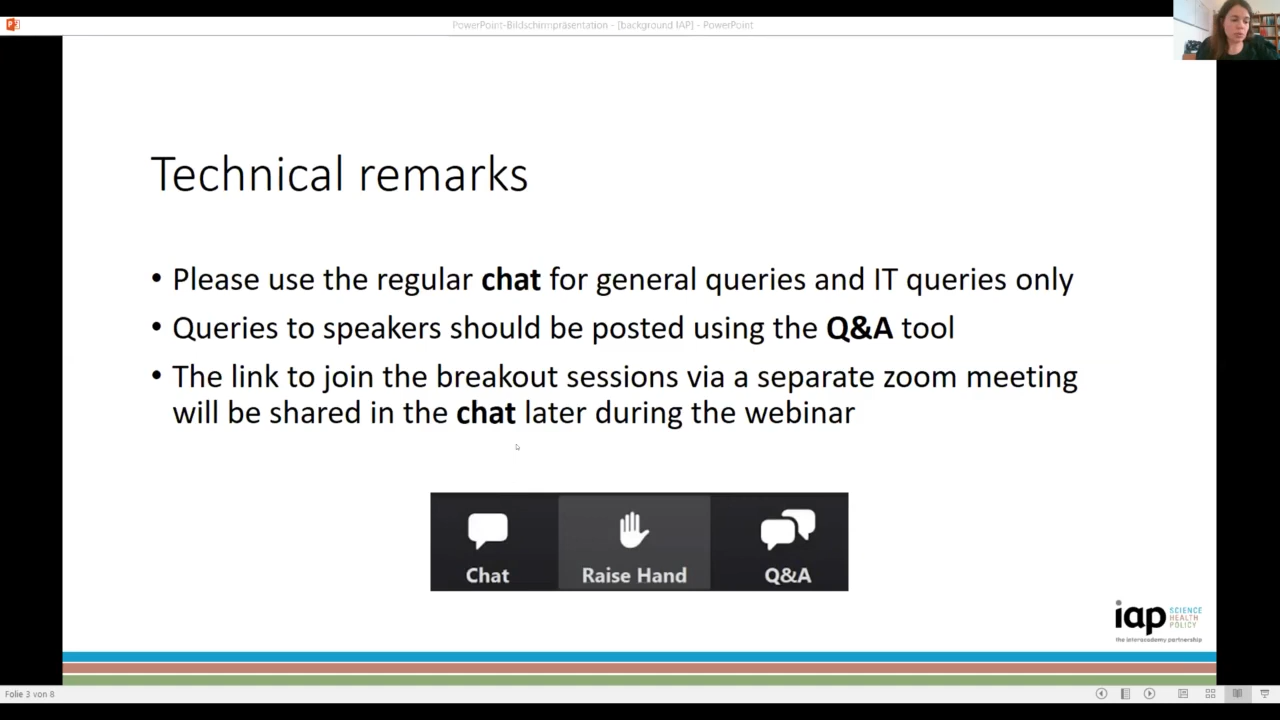 PowerPoint-Bildschirmpräsentation - [background IAP] - PowerPoint
Technical remarks
• Please use the regular chat for general queries and IT queries only
• Queries to speakers should be posted using the Q&A tool
• The link to join the breakout sessions via a separate zoom meeting
will be shared in the chat later during the webinar
Chat
Raise Hand
Q&A
iap SCIENCE
HEALTH
POLICY
the interacademy partnership
Folie 3 von 8